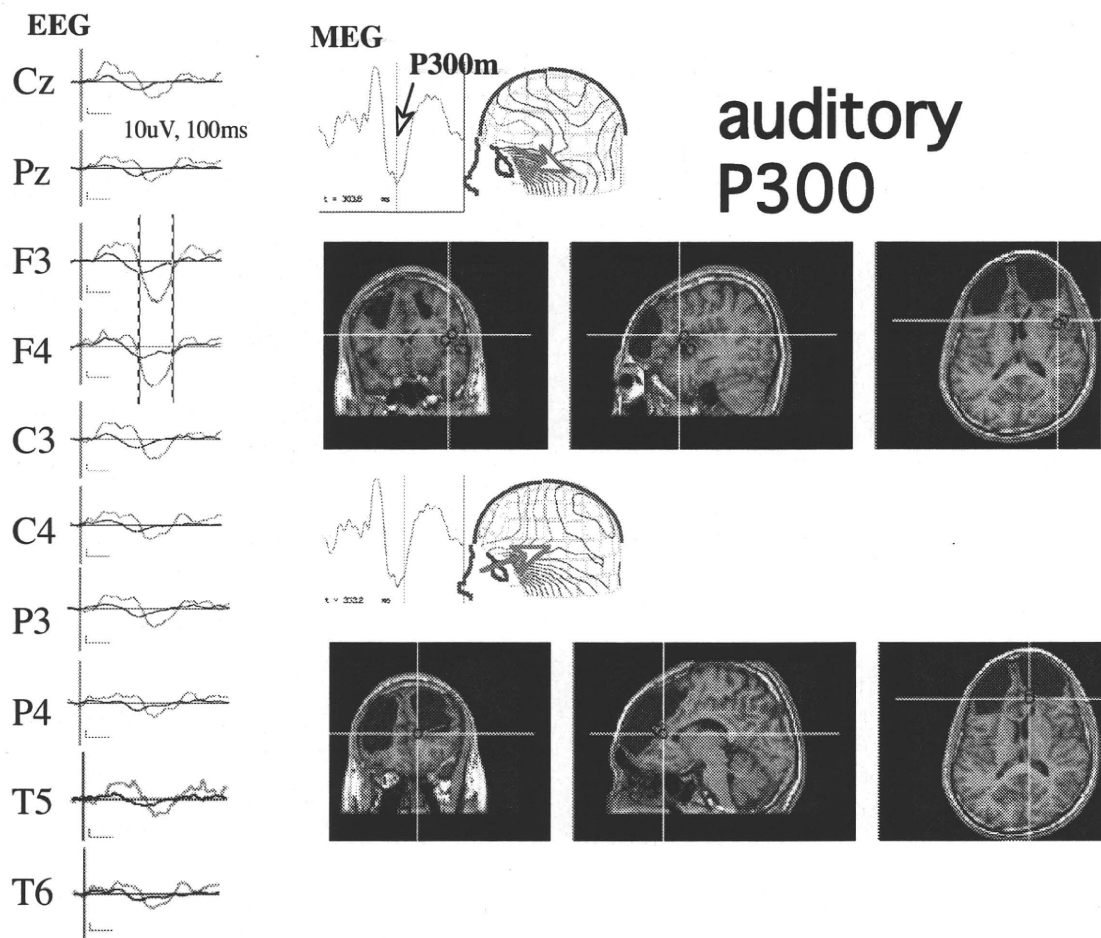 EEG
Cz
10uV, 100ms
Pz
F3
F4
C3
C4
P3
P4
T5
T6
MEG
P300m
auditory
P300